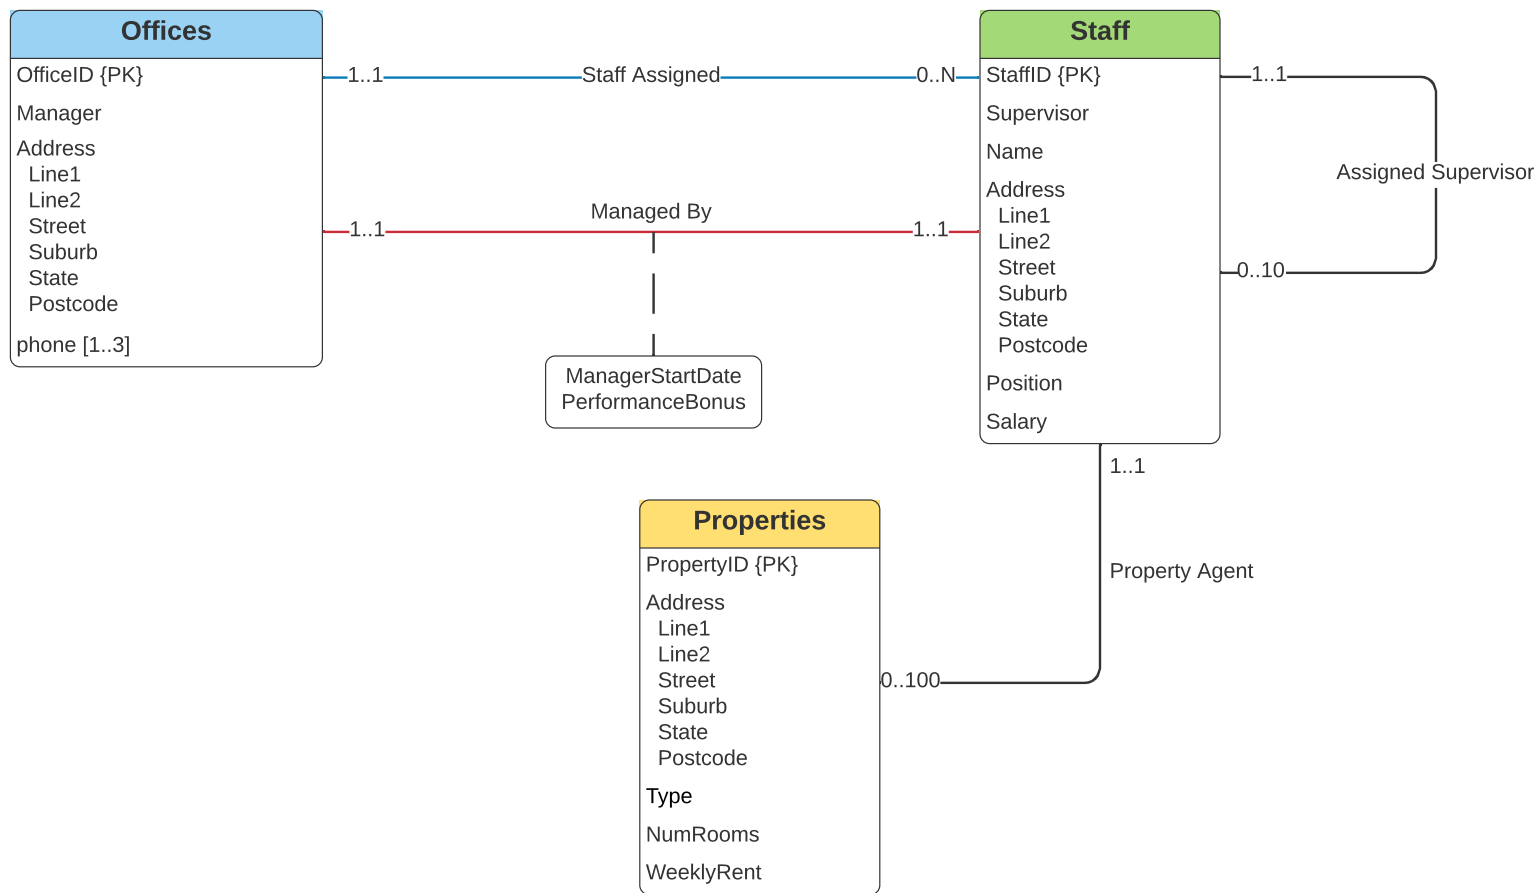 Offices
OfficeID {PK}
Manager
Address
Line1
Line2
Street
Suburb
State
Postcode
phone [1..3]
1..1
Staff Assigned
0..N
Managed By
1..1
1..1
ManagerStartDate
PerformanceBonus
Staff
StaffID {PK}
Supervisor
Name
Address
Line1
Line2
Street
Suburb
State
Postcode
Position
Salary
1..1
Assigned Supervisor
0..10
1..1
Property Agent
0..100
Properties
PropertyID {PK}
Address
Line1
Line2
Street
Suburb
State
Postcode
Type
NumRooms
WeeklyRent